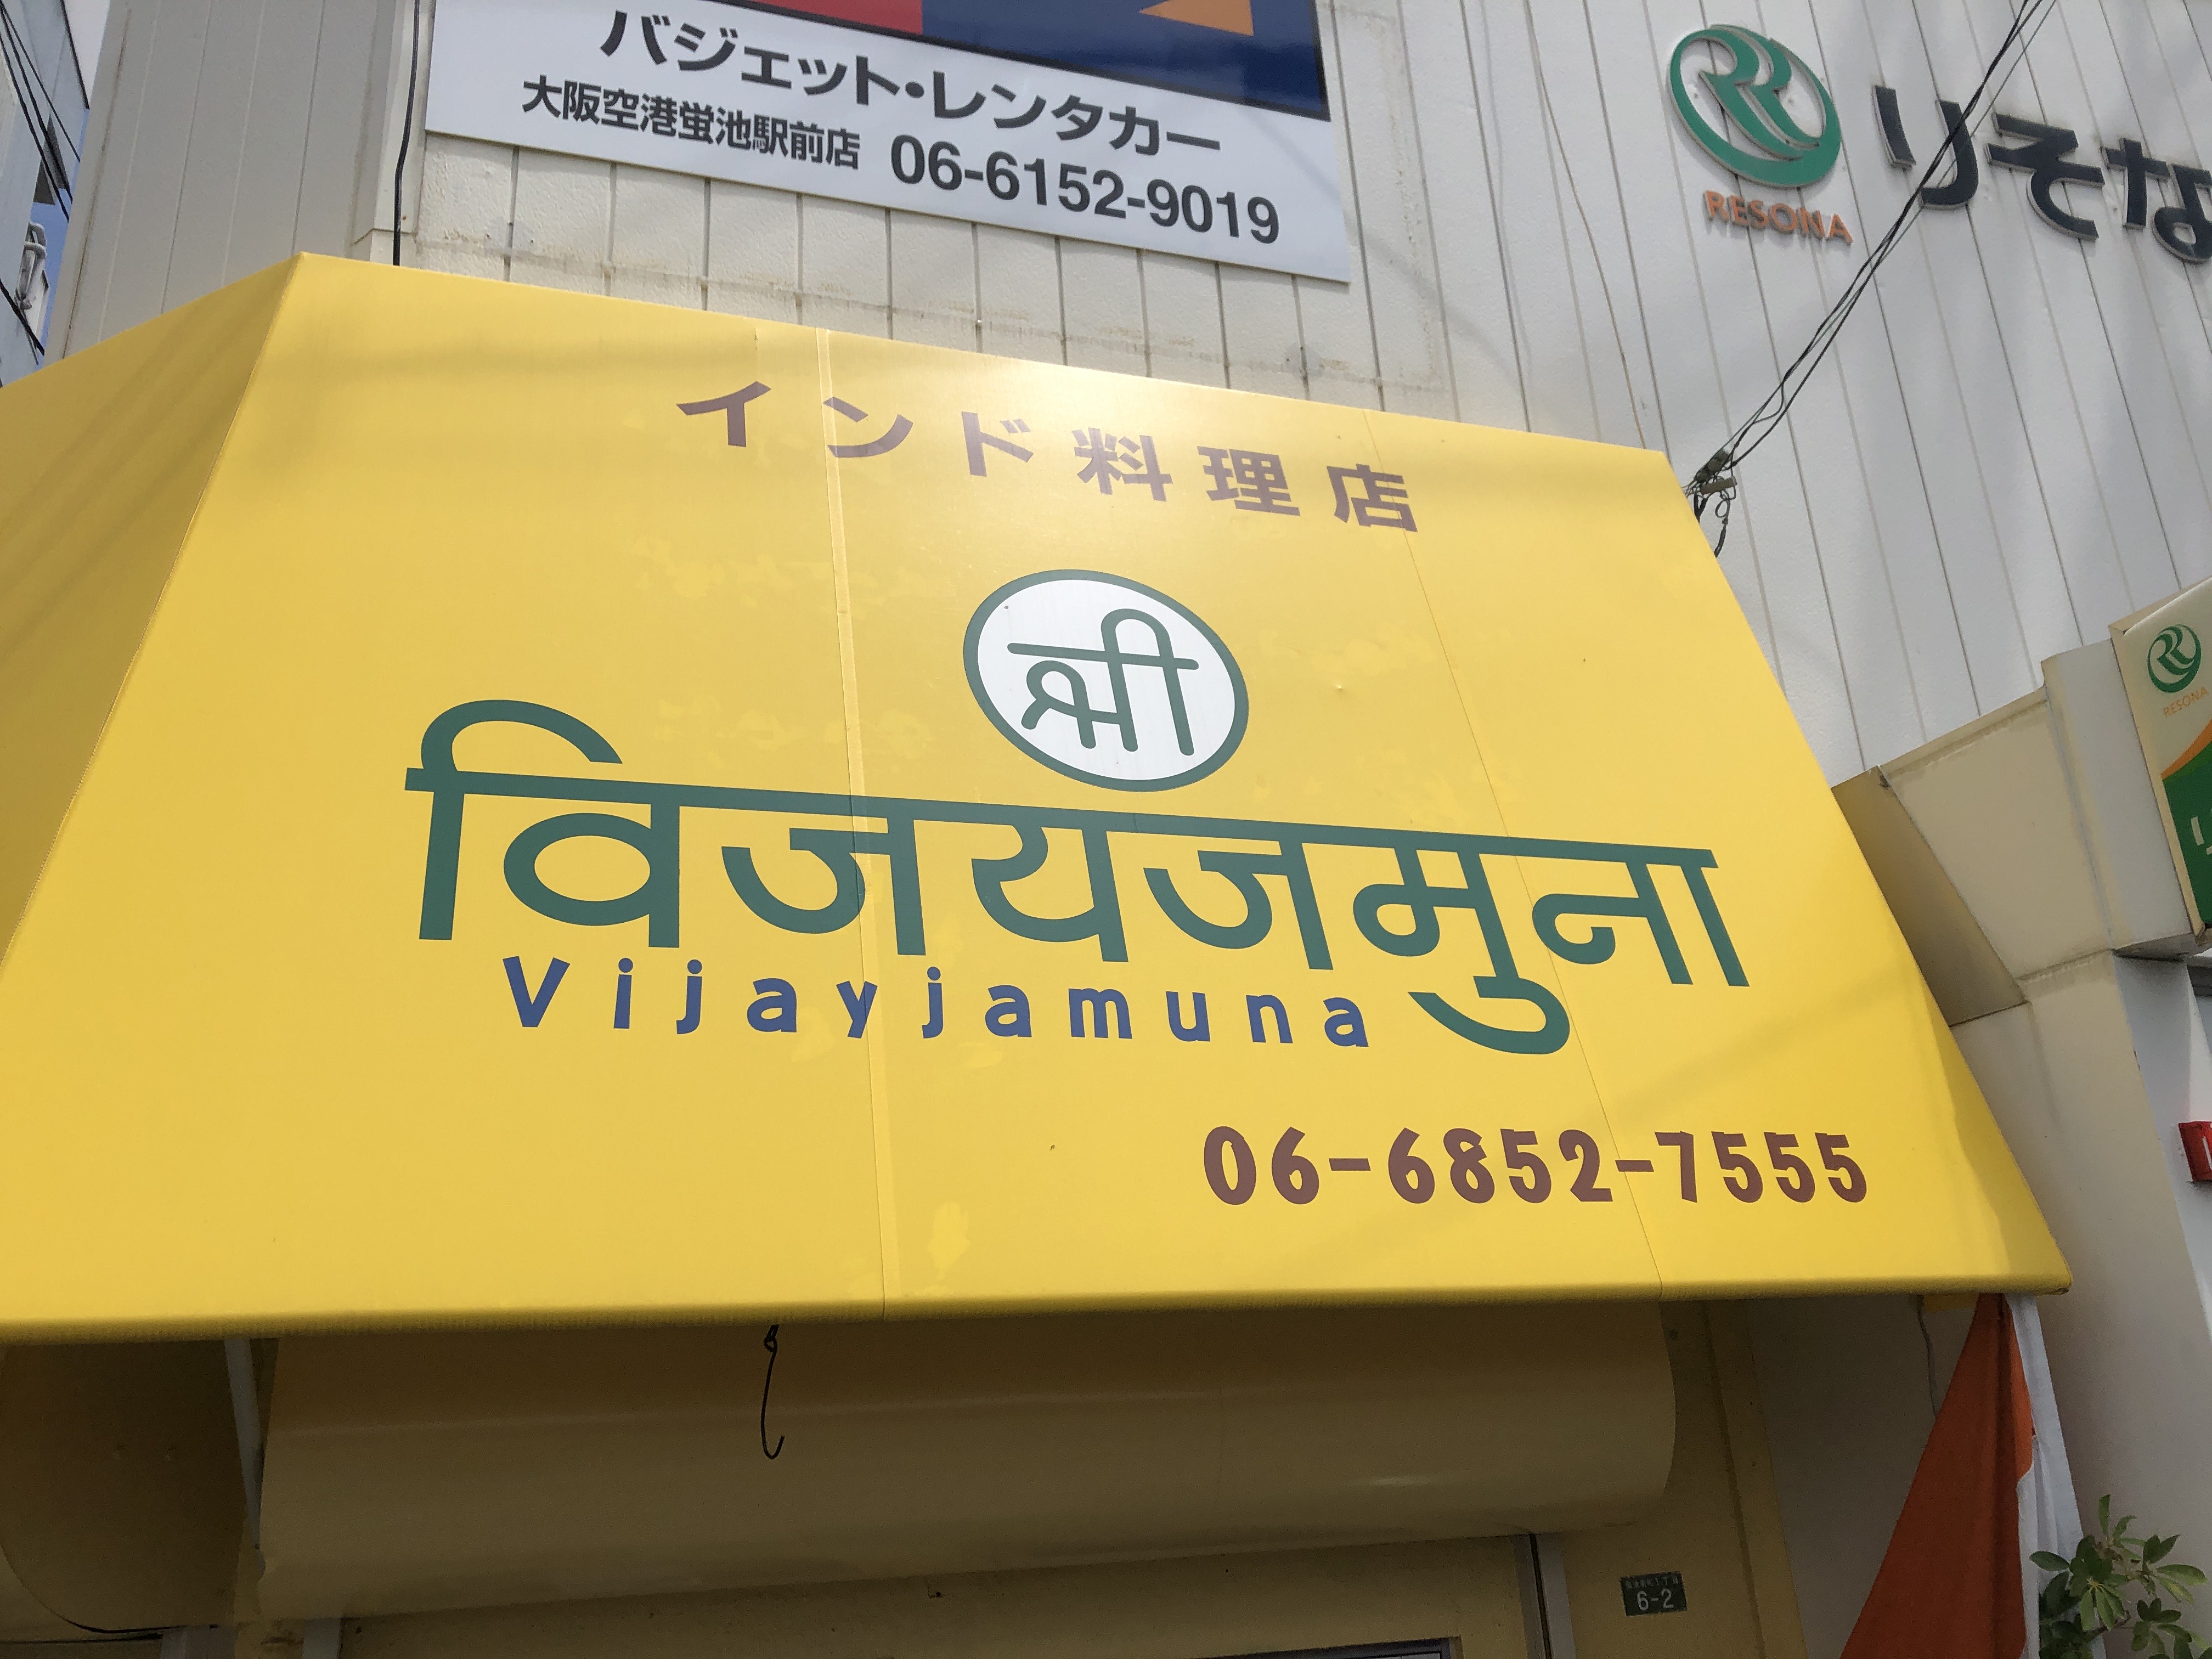 バジェット・レンタカー
大阪空港蛍池駅前店 06-6152-9019
RESONA
りそな
インド料理店
श्री
विजयजमुना
Vijayjamuna
06-6852-7555
RESONA
6-2